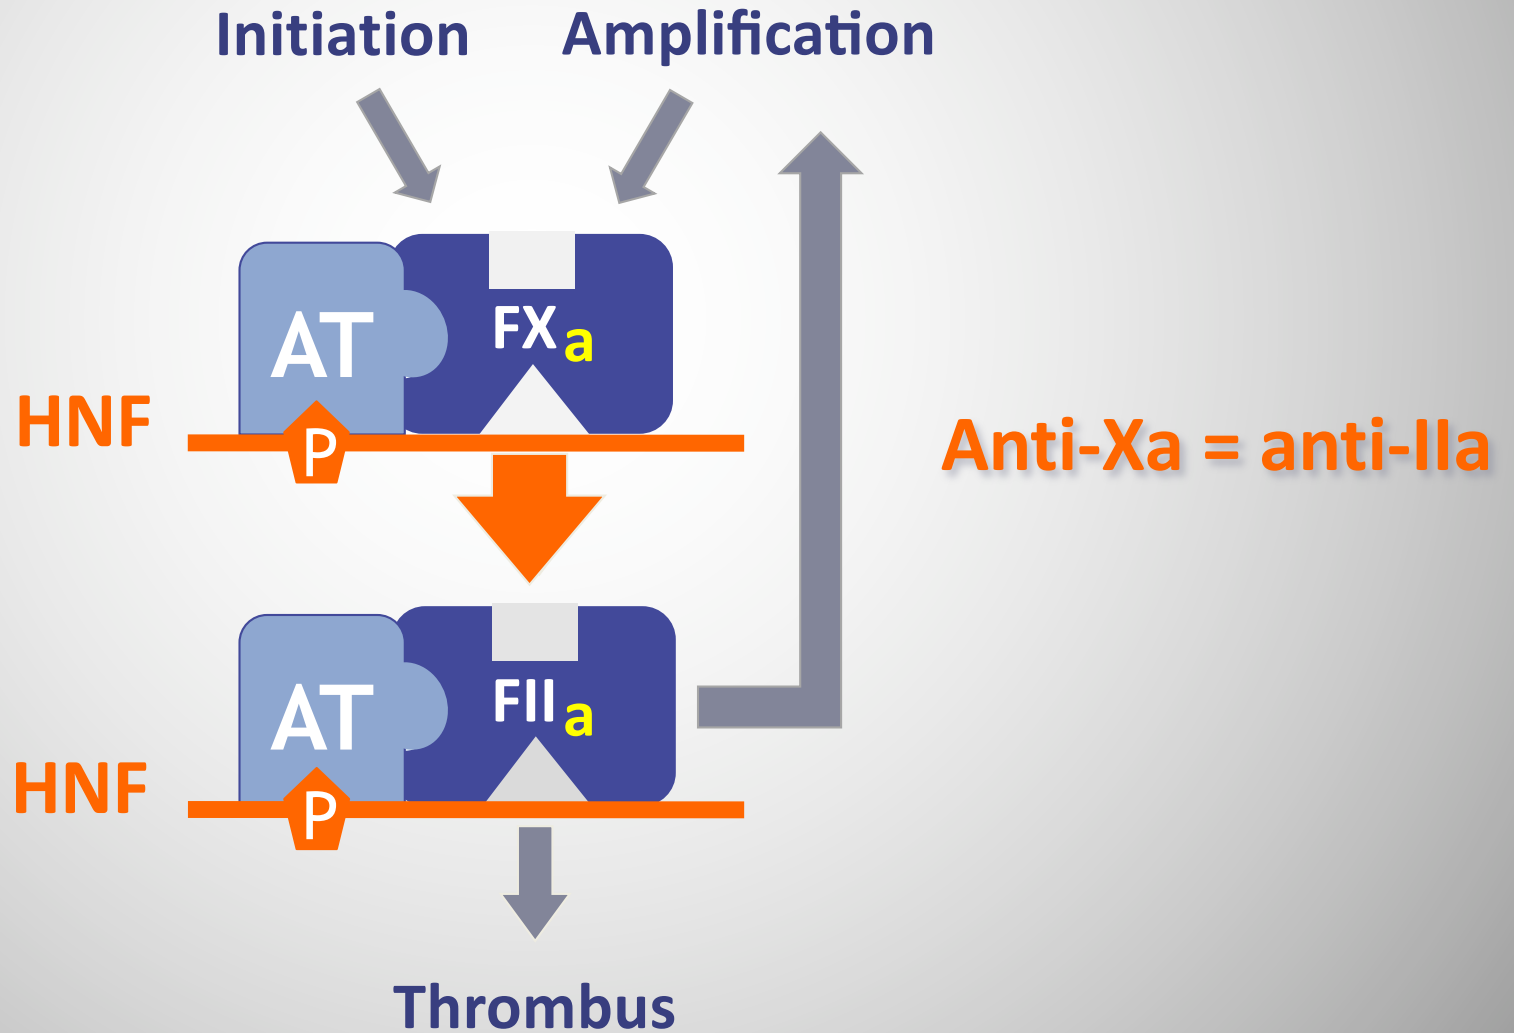 Initiation Amplification
AT FXa
HNF
P
Anti-Xa = anti-IIa
AT FIIa
HNF
P
Thrombus